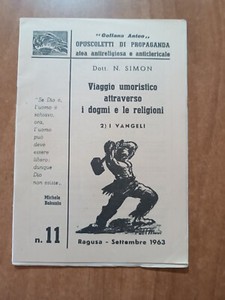 "Collana Anteo"
OPUSCOLETTI DI PROPAGANDA
atea antireligiosa e anticlericale
Dott. N. SIMON
Viaggio umoristico
attraverso
i dogmi e le religioni
2) I VANGELI
"Se Dio è,
l'uomo è
schiavo;
ora,
l'uomo
può
deve
essere
libero;
dunque
Dio
non esiste„
Michele
Bakunin
n. 11
Ragusa - Settembre 1963